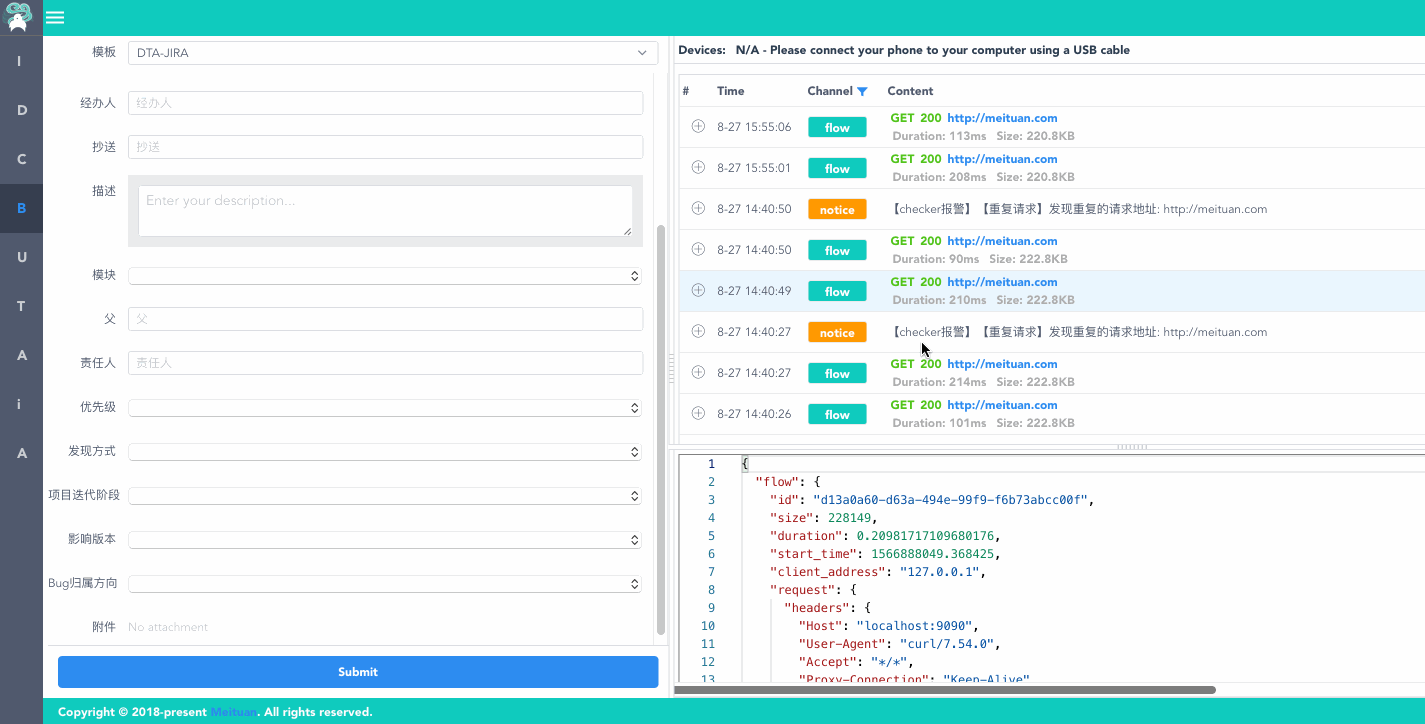 I
D
C
B
U
T
A
i
A
模板 DTA-JIRA
经办人 经办人
抄送 抄送
描述 Enter your description...
模块
父 父
责任人 责任人
优先级
发现方式
项目迭代阶段
影响版本
Bug归属方向
附件 No attachment
Submit
Devices: N/A - Please connect your phone to your computer using a USB cable
# Time Channel Content
8-27 15:55:06 flow GET 200 http://meituan.com
Duration: 113ms Size: 220.8KB
8-27 15:55:01 flow GET 200 http://meituan.com
Duration: 208ms Size: 220.8KB
8-27 14:40:50 notice 【checker报警】【重复请求】发现重复的请求地址: http://meituan.com
8-27 14:40:50 flow GET 200 http://meituan.com
Duration: 90ms Size: 222.8KB
8-27 14:40:49 flow GET 200 http://meituan.com
Duration: 210ms Size: 222.8KB
8-27 14:40:27 notice 【checker报警】【重复请求】发现重复的请求地址: http://meituan.com
8-27 14:40:27 flow GET 200 http://meituan.com
Duration: 214ms Size: 222.8KB
8-27 14:40:26 flow GET 200 http://meituan.com
Duration: 101ms Size: 222.8KB
1 {
2 "flow": {
3 "id": "d13a0a60-d63a-494e-99f9-f6b73abcc00f",
4 "size": 228149,
5 "duration": 0.20981717109680176,
6 "start_time": 1566888049.368425,
7 "client_address": "127.0.0.1",
8 "request": {
9 "headers": {
10 "Host": "localhost:9090",
11 "User-Agent": "curl/7.54.0",
12 "Accept": "*/*",
13 "Proxy-Connection": "Keep-Alive"
Copyright © 2018-present Meituan. All rights reserved.